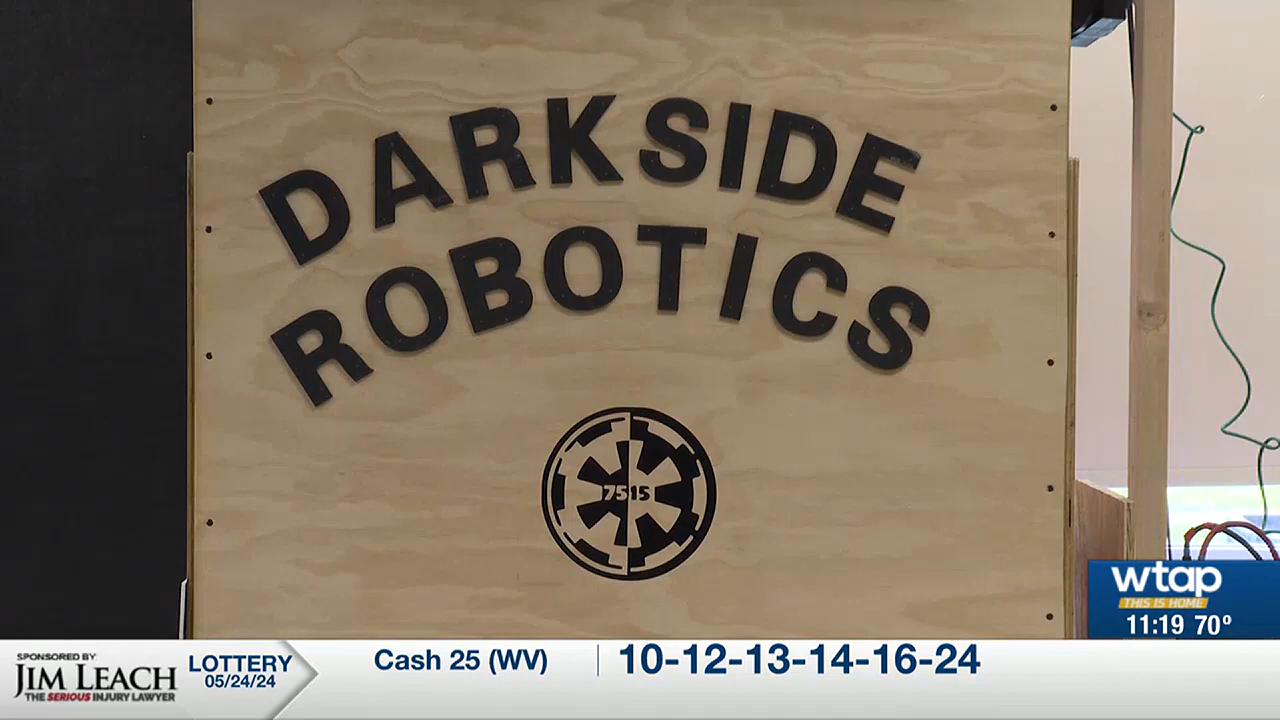 DARKSIDE
ROBOTICS
7515
wtap
THIS IS HOME
11:19 70°
SPONSORED BY:
JIM LEACH
THE SERIOUS INJURY LAWYER
LOTTERY
05/24/24
Cash 25 (WV)
10-12-13-14-16-24